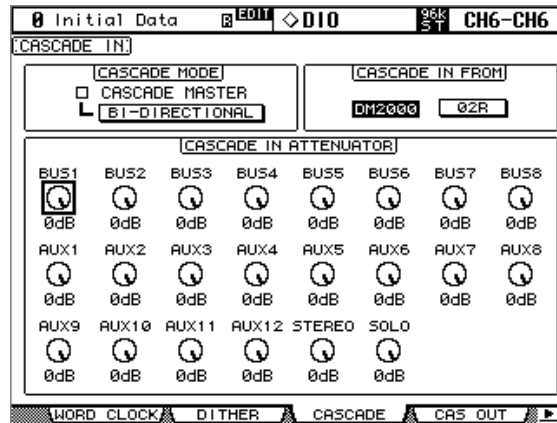 0 Initial Data R EDIT ◇DIO 96k ST CH6-CH6
CASCADE IN
CASCADE MODE
CASCADE MASTER
BI-DIRECTIONAL
CASCADE IN FROM
DM2000 02R
CASCADE IN ATTENUATOR
BUS1 BUS2 BUS3 BUS4 BUS5 BUS6 BUS7 BUS8
0dB 0dB 0dB 0dB 0dB 0dB 0dB 0dB
AUX1 AUX2 AUX3 AUX4 AUX5 AUX6 AUX7 AUX8
0dB 0dB 0dB 0dB 0dB 0dB 0dB 0dB
AUX9 AUX10 AUX11 AUX12 STEREO SOLO
0dB 0dB 0dB 0dB 0dB 0dB
WORD CLOCK DITHER CASCADE CAS OUT